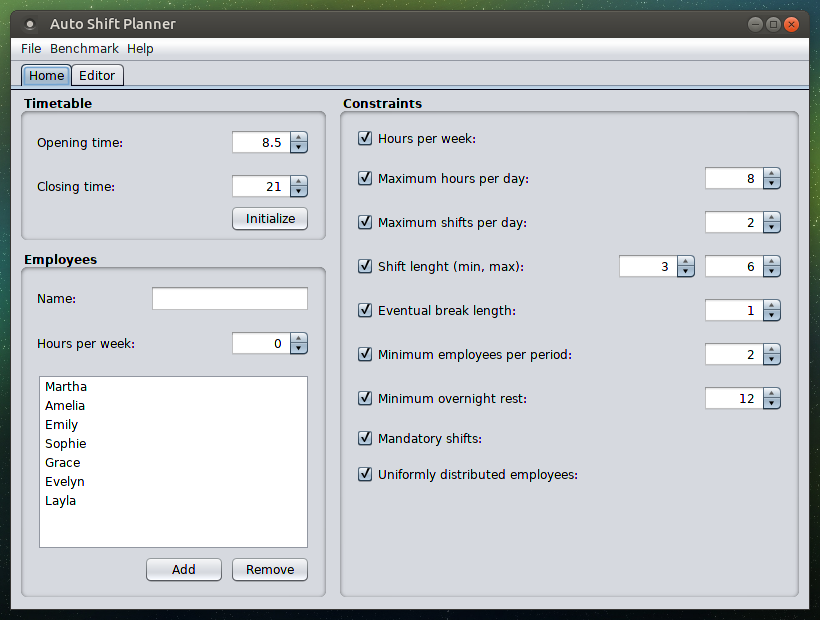 Auto Shift Planner
File Benchmark Help
Home Editor
Timetable
Opening time: 8.5
Closing time: 21
Initialize
Employees
Name:
Hours per week: 0
Martha
Amelia
Emily
Sophie
Grace
Evelyn
Layla
Add Remove
Constraints
Hours per week:
Maximum hours per day: 8
Maximum shifts per day: 2
Shift lenght (min, max): 3 6
Eventual break length: 1
Minimum employees per period: 2
Minimum overnight rest: 12
Mandatory shifts:
Uniformly distributed employees: